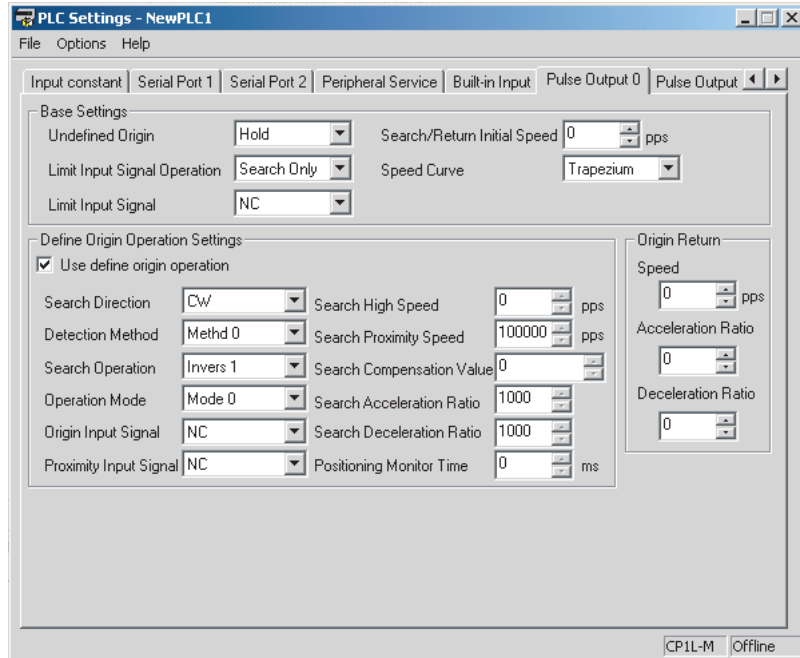 PLC Settings - NewPLC1
File Options Help
Input constant Serial Port 1 Serial Port 2 Peripheral Service Built-in Input Pulse Output 0 Pulse Output
Base Settings
Undefined Origin Hold Search/Return Initial Speed 0 pps
Limit Input Signal Operation Search Only Speed Curve Trapezium
Limit Input Signal NC
Define Origin Operation Settings
Use define origin operation
Search Direction CW Search High Speed 0 pps
Detection Method Methd 0 Search Proximity Speed 100000 pps
Search Operation Invers 1 Search Compensation Value 0
Operation Mode Mode 0 Search Acceleration Ratio 1000
Origin Input Signal NC Search Deceleration Ratio 1000
Proximity Input Signal NC Positioning Monitor Time 0 ms
Origin Return
Speed
0 pps
Acceleration Ratio
0
Deceleration Ratio
0
CP1L-M Offline